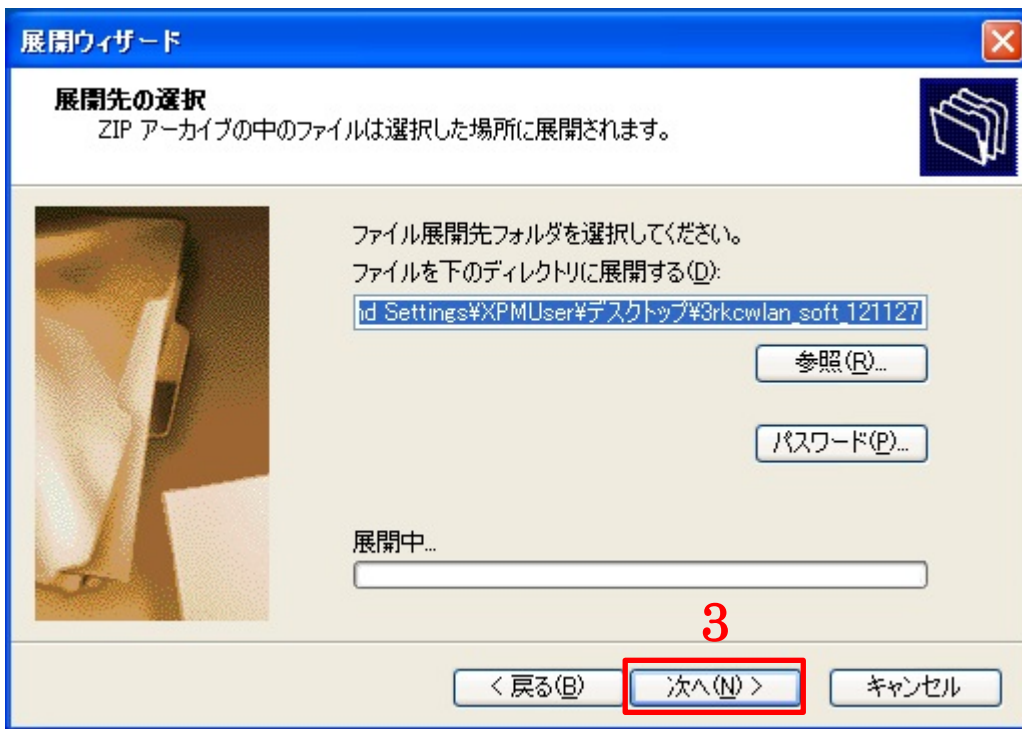 展開ウィザード
展開先の選択
ZIP アーカイブの中のファイルは選択した場所に展開されます。
ファイル展開先フォルダを選択してください。
ファイルを下のディレクトリに展開する(D):
nd Settings¥XPMUser¥デスクトップ¥3rkcwlan_soft_121127
参照(R)...
パスワード(P)...
展開中...
3
< 戻る(B)
次へ(N) >
キャンセル